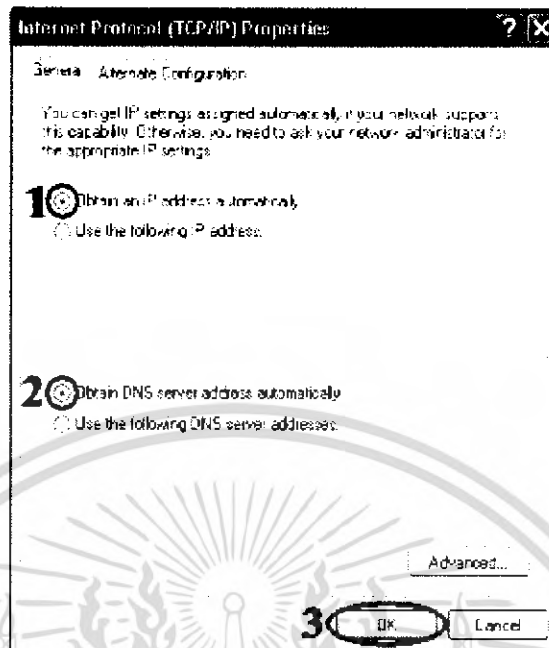 Internet Protocol (TCP/IP) Properties
General Alternate Configuration
You can get IP settings assigned automatically if your network supports
this capability. Otherwise, you need to ask your network administrator for
the appropriate IP settings.
1 Obtain an IP address automatically
Use the following IP address:
2 Obtain DNS server address automatically
Use the following DNS server addresses:
Advanced...
3 OK Cancel